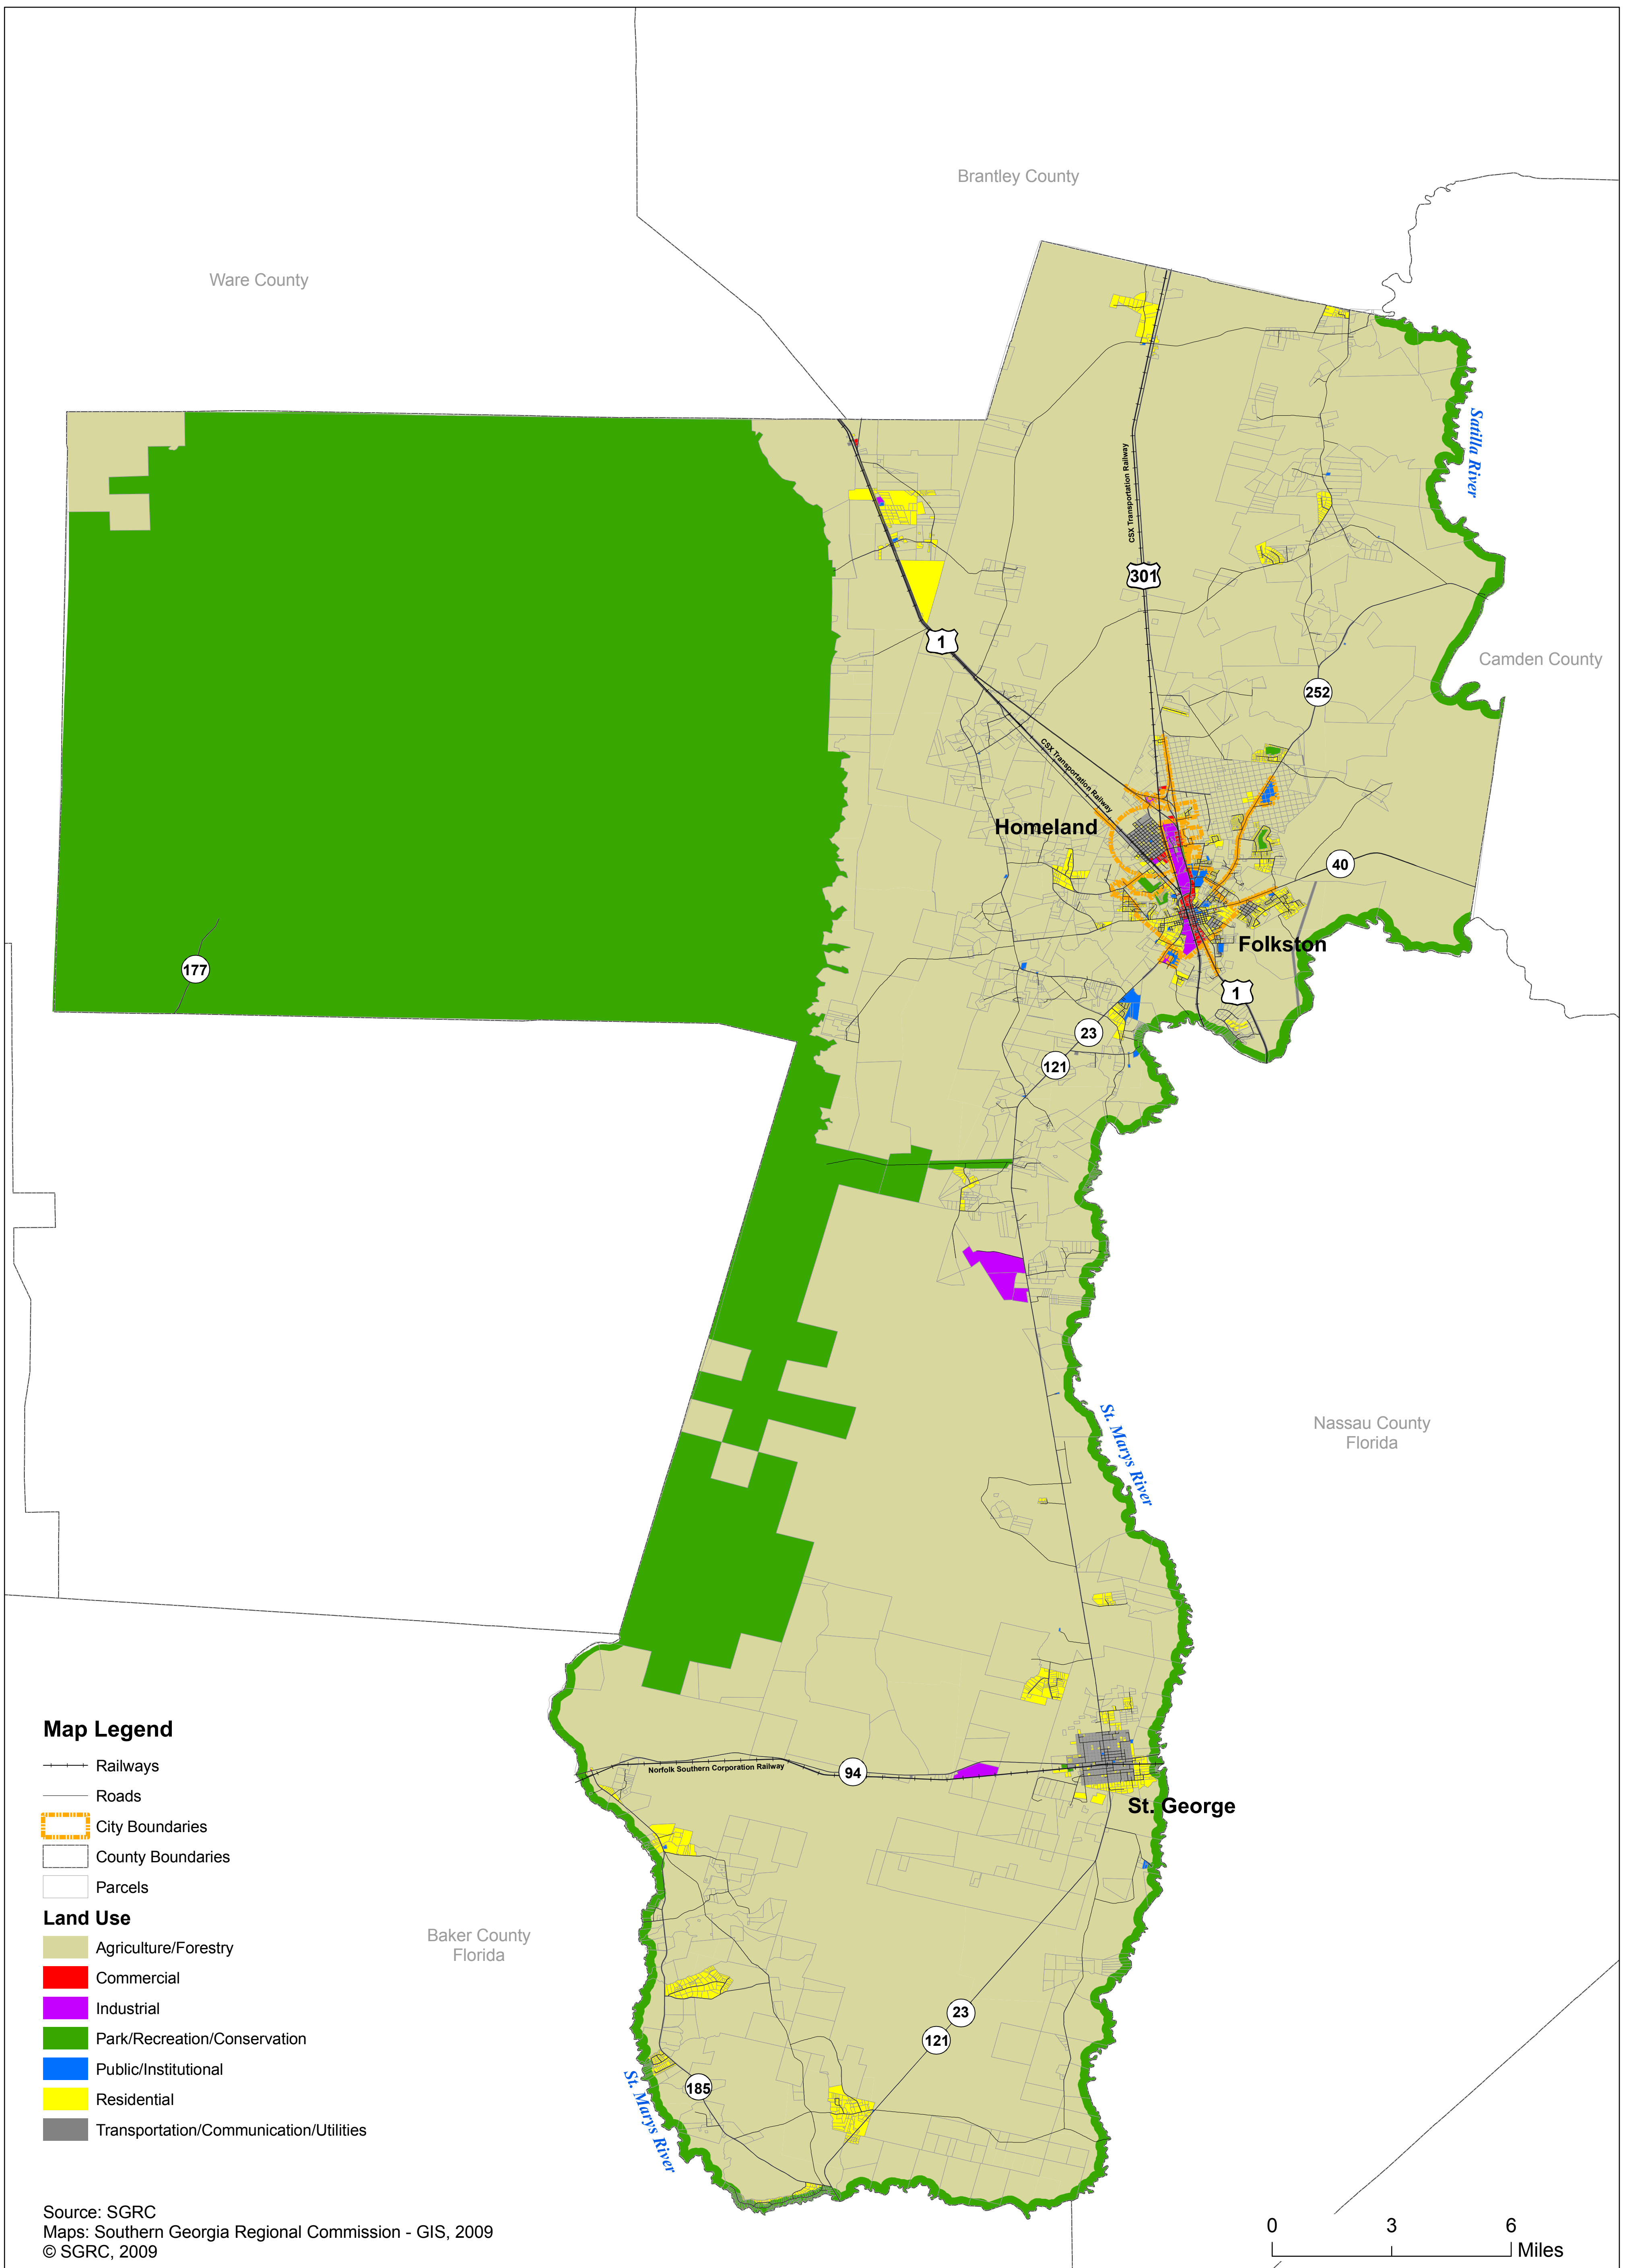 Brantley County
Ware County
Satilla River
CSX Transportation Railway
301
1
Camden County
252
CSX Transportation Railway
Homeland
40
Folkston
177
1
23
121
St. Marys River
Nassau County
Florida
Map Legend
Railways
Roads
City Boundaries
County Boundaries
Parcels
Land Use
Agriculture/Forestry
Commercial
Industrial
Park/Recreation/Conservation
Public/Institutional
Residential
Transportation/Communication/Utilities
Norfolk Southern Corporation Railway
94
St. George
Baker County
Florida
23
121
185
St. Marys River
Source: SGRC
Maps: Southern Georgia Regional Commission - GIS, 2009
© SGRC, 2009
0 3 6
Miles